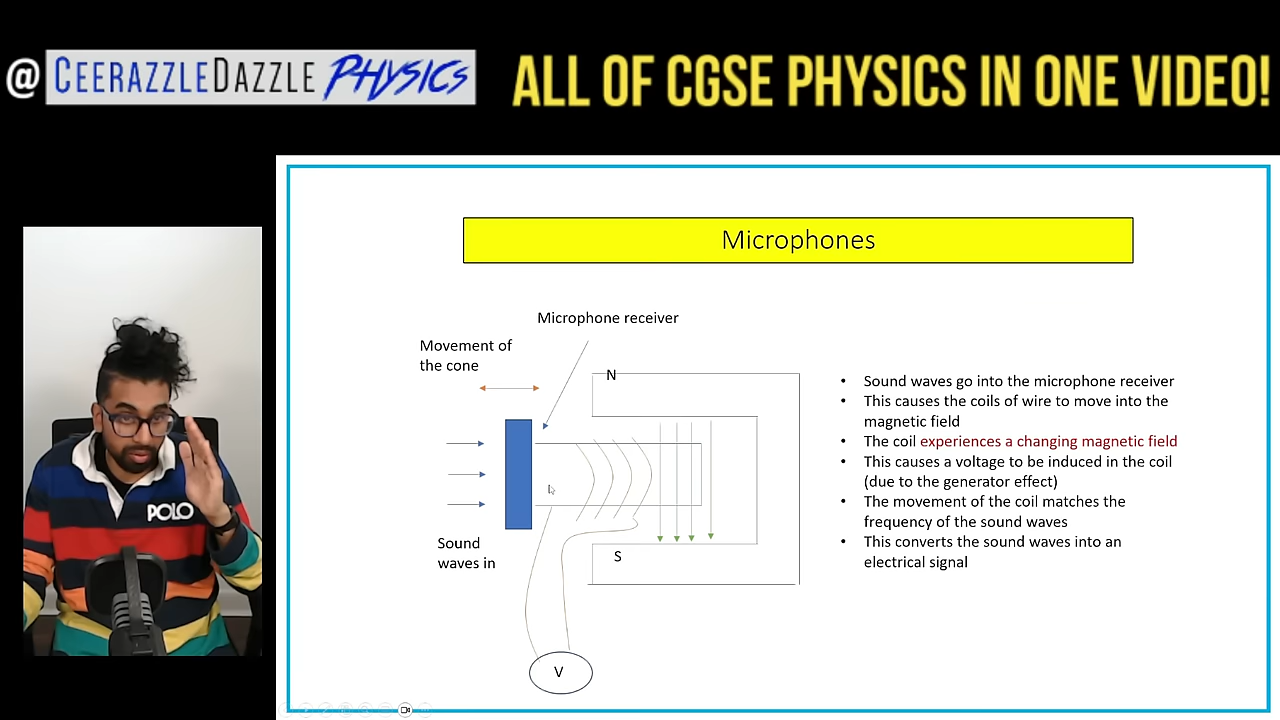 @ CEERAZZLEDAZZLE PHYSICS
ALL OF CGSE PHYSICS IN ONE VIDEO!
Microphones
Microphone receiver
Movement of
the cone
N
S
Sound
waves in
V
• Sound waves go into the microphone receiver
• This causes the coils of wire to move into the
magnetic field
• The coil experiences a changing magnetic field
• This causes a voltage to be induced in the coil
(due to the generator effect)
• The movement of the coil matches the
frequency of the sound waves
• This converts the sound waves into an
electrical signal
POLO